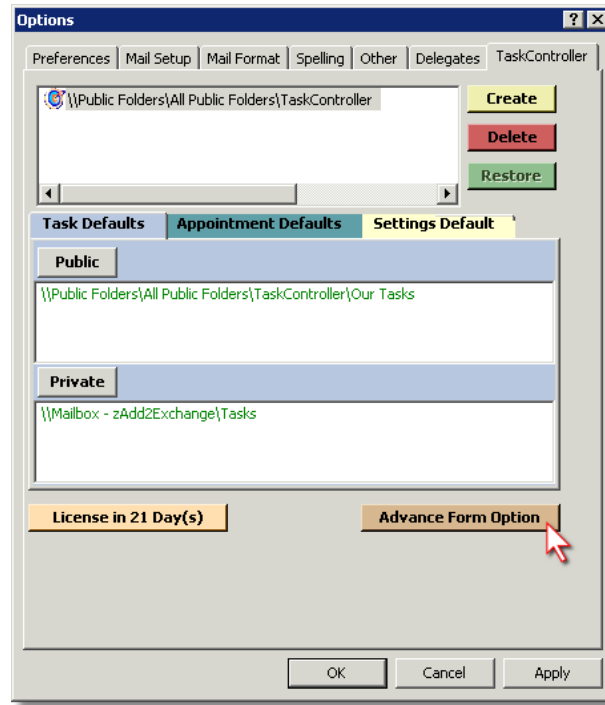 Options
Preferences Mail Setup Mail Format Spelling Other Delegates TaskController
\\Public Folders\All Public Folders\TaskController
Create
Delete
Restore
Task Defaults Appointment Defaults Settings Default
Public
\\Public Folders\All Public Folders\TaskController\Our Tasks
Private
\\Mailbox - zAdd2Exchange\Tasks
License in 21 Day(s) Advance Form Option
OK Cancel Apply